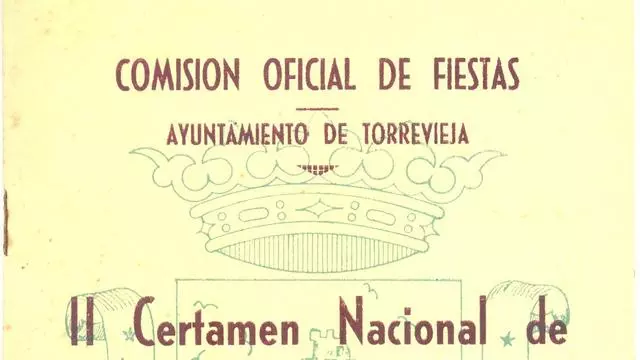 COMISION OFICIAL DE FIESTAS
AYUNTAMIENTO DE TORREVIEJA
II Certamen Nacional de